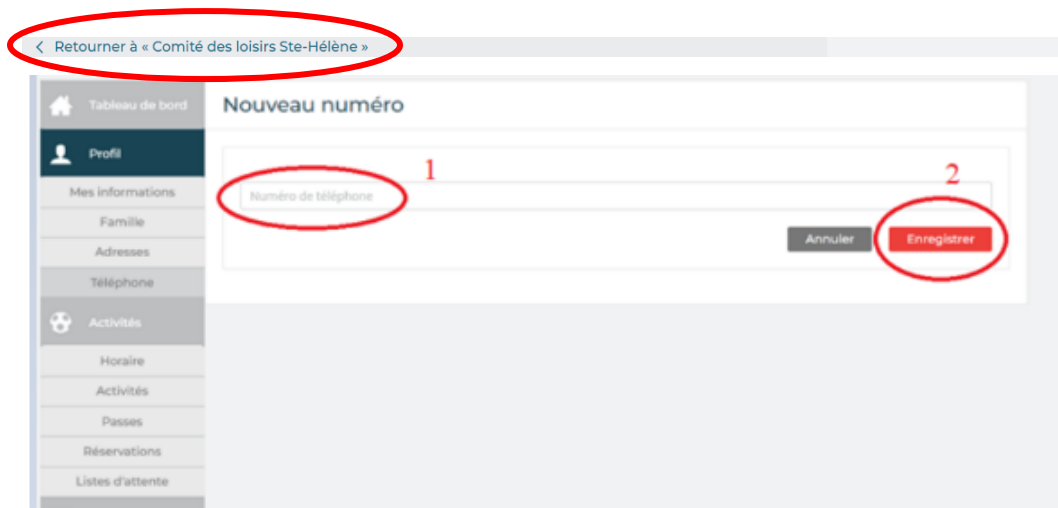 < Retourner à « Comité des loisirs Ste-Hélène »
Tableau de bord
Nouveau numéro
Profil
1
2
Mes informations
Numéro de téléphone
Famille
Annuler
Enregistrer
Adresses
Téléphone
Activités
Horaire
Activités
Passes
Réservations
Listes d'attente